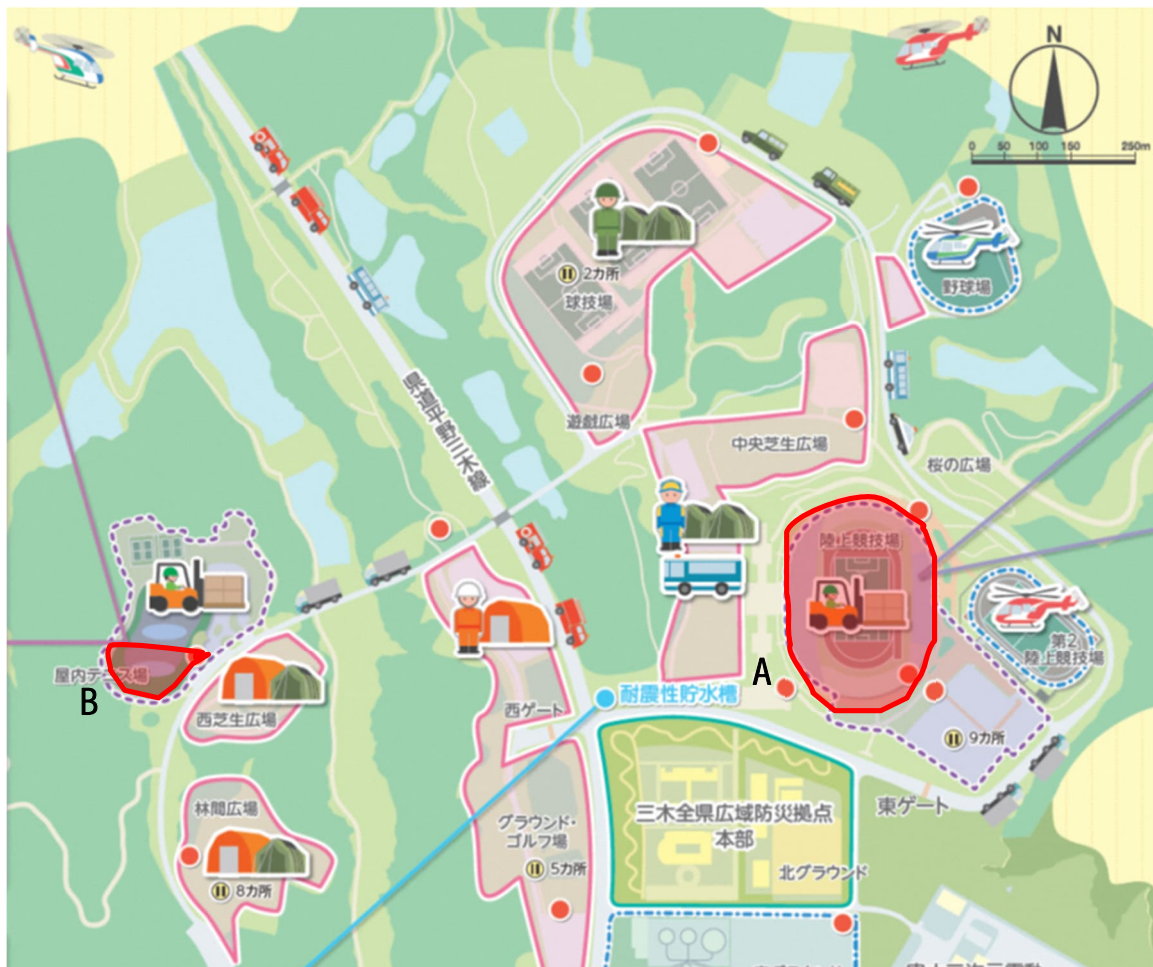 N
0 50 100 150 250m
2カ所
球技場
野球場
県道平野三木線
遊戯広場
中央芝生広場
桜の広場
陸上競技場
第2
陸上競技場
屋内テニス場
B
西芝生広場
A
耐震性貯水槽
西ゲート
9カ所
林間広場
東ゲート
三木全県広域防災拠点
本部
グラウンド・
ゴルフ場
5カ所
8カ所
北グラウンド